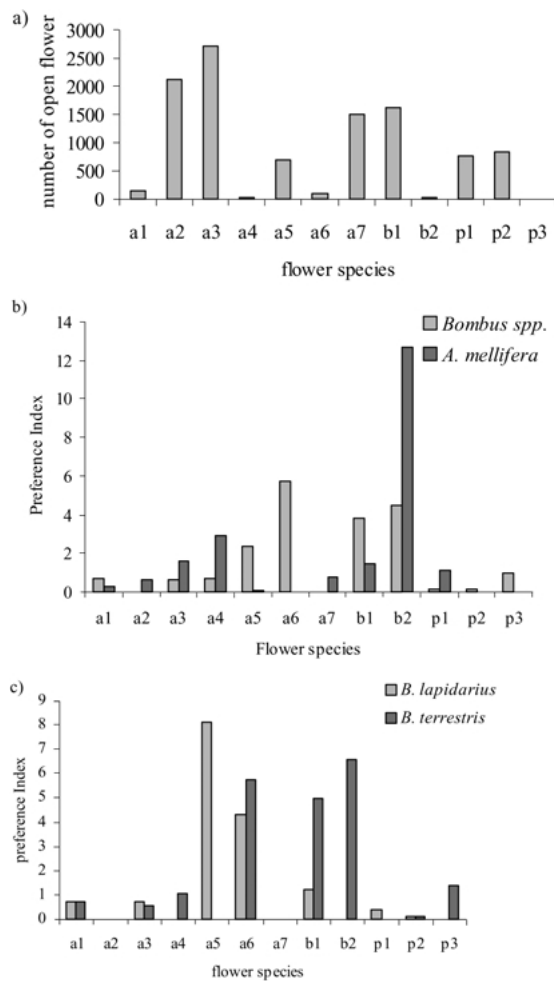 a)
number of open flower
3000
2500
2000
1500
1000
500
0
a1 a2 a3 a4 a5 a6 a7 b1 b2 p1 p2 p3
flower species
b)
Bombus spp.
A. mellifera
Preference Index
14
12
10
8
6
4
2
0
a1 a2 a3 a4 a5 a6 a7 b1 b2 p1 p2 p3
Flower species
c)
B. lapidarius
B. terrestris
preference Index
9
8
7
6
5
4
3
2
1
0
a1 a2 a3 a4 a5 a6 a7 b1 b2 p1 p2 p3
flower species